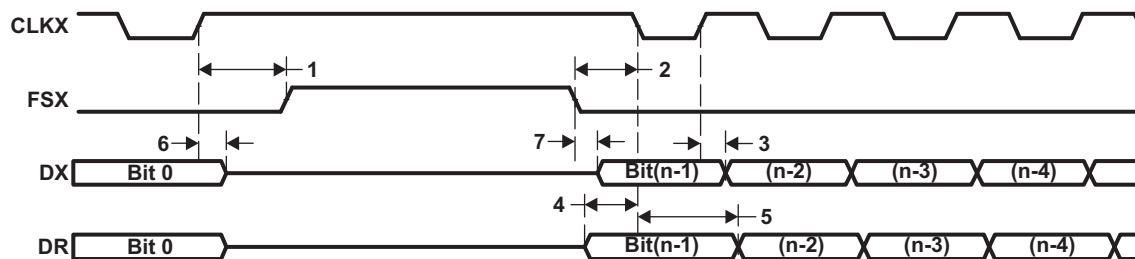 CLKX
1
2
FSX
6
7
3
DX
Bit 0
Bit(n-1)
(n-2)
(n-3)
(n-4)
4
5
DR
Bit 0
Bit(n-1)
(n-2)
(n-3)
(n-4)